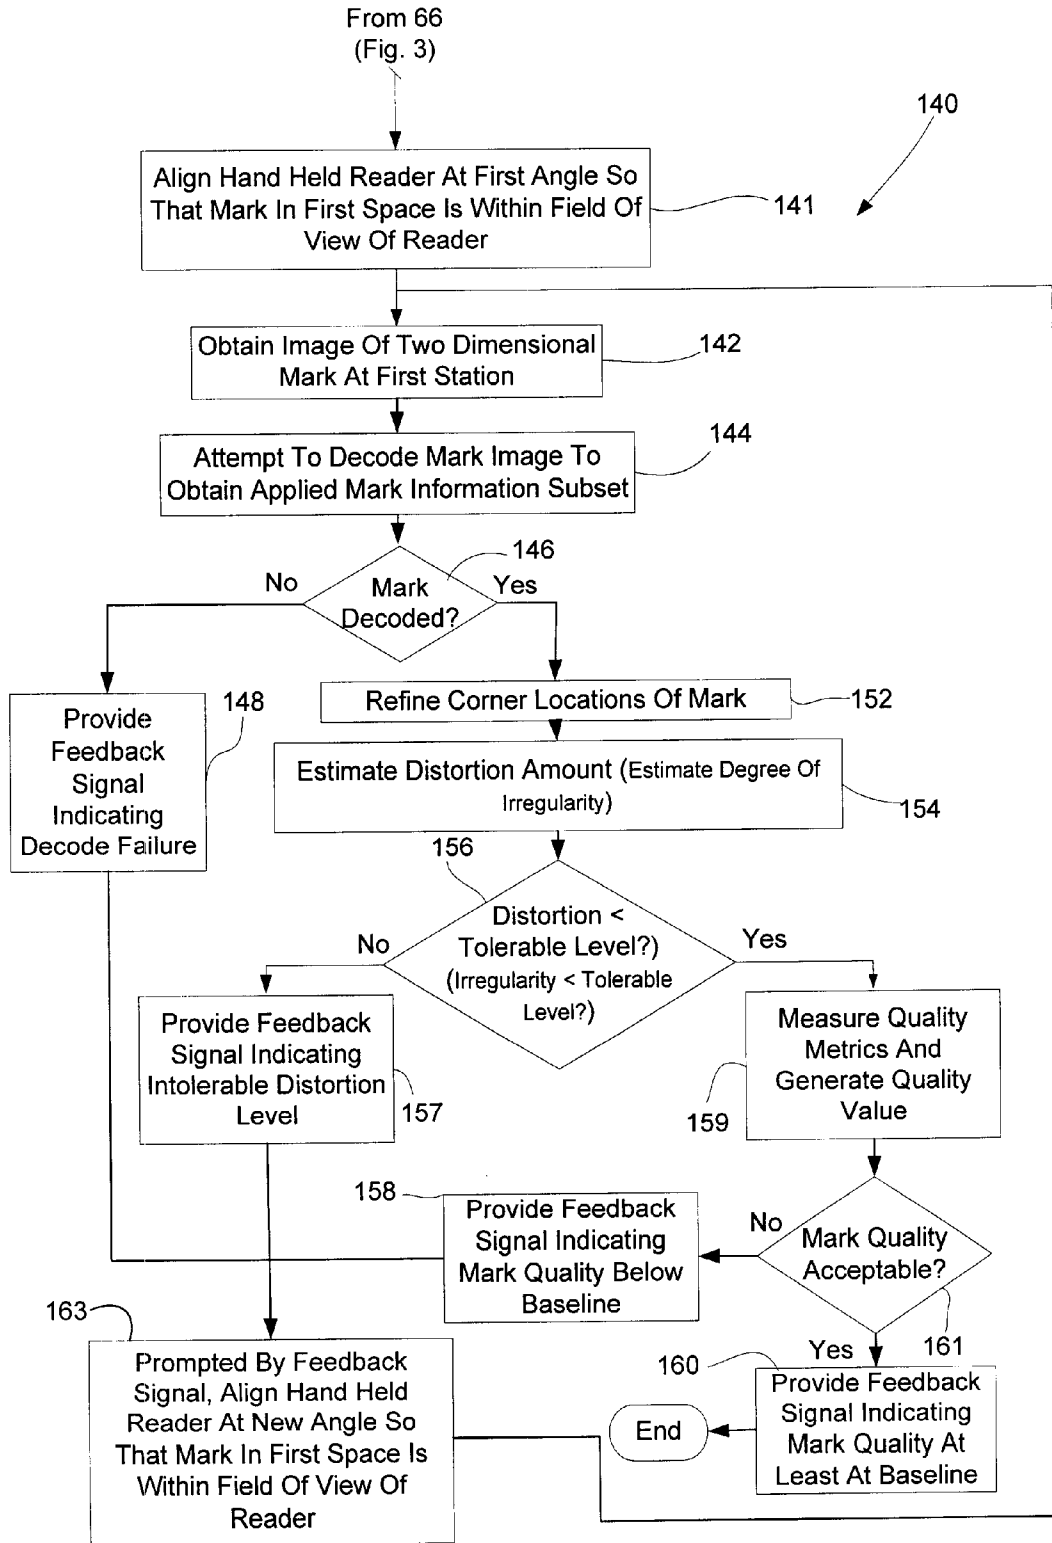 From 66
(Fig. 3)
140
Align Hand Held Reader At First Angle So
That Mark In First Space Is Within Field Of
View Of Reader
141
Obtain Image Of Two Dimensional
Mark At First Station
142
Attempt To Decode Mark Image To
Obtain Applied Mark Information Subset
144
146
No
Mark
Decoded?
Yes
148
Provide
Feedback
Signal
Indicating
Decode Failure
Refine Corner Locations Of Mark
152
Estimate Distortion Amount (Estimate Degree Of
Irregularity)
154
156
No
Distortion <
Tolerable Level?)
(Irregularity < Tolerable
Level?)
Yes
Provide Feedback
Signal Indicating
Intolerable Distortion
Level
157
Measure Quality
Metrics And
Generate Quality
Value
159
158
Provide Feedback
Signal Indicating
Mark Quality Below
Baseline
No
Mark Quality
Acceptable?
161
Yes
163
Prompted By Feedback
Signal, Align Hand Held
Reader At New Angle So
That Mark In First Space Is
Within Field Of View Of
Reader
160
Provide Feedback
Signal Indicating
Mark Quality At
Least At Baseline
End